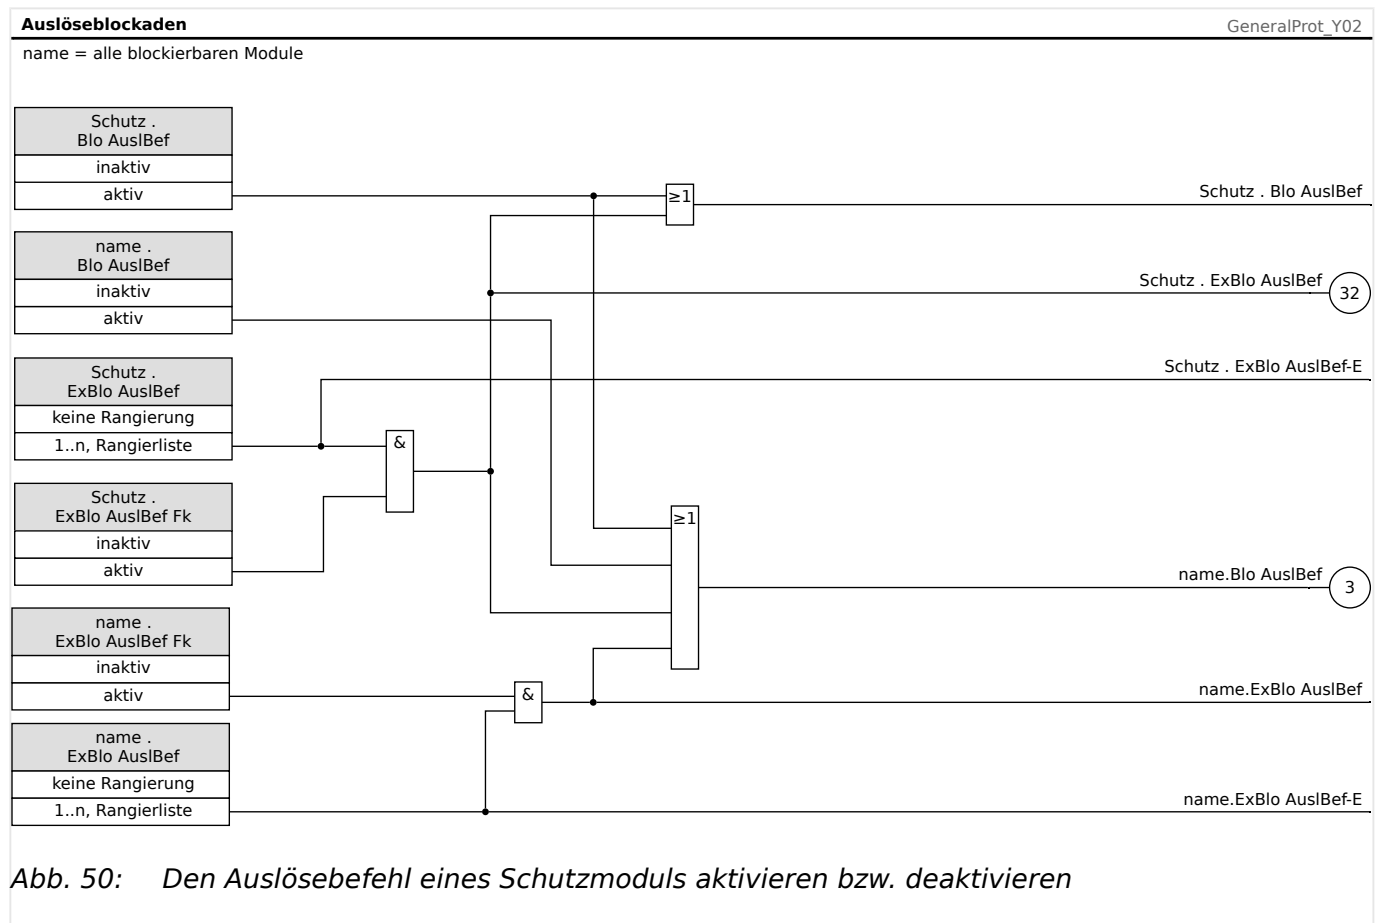 Auslöseblockaden
GeneralProt_Y02
name = alle blockierbaren Module
Schutz .
Blo AuslBef
inaktiv
aktiv
≥1
Schutz . Blo AuslBef
name .
Blo AuslBef
inaktiv
aktiv
Schutz . ExBlo AuslBef
32
Schutz .
ExBlo AuslBef
keine Rangierung
1..n, Rangierliste
&
Schutz . ExBlo AuslBef-E
Schutz .
ExBlo AuslBef Fk
inaktiv
aktiv
≥1
name.Blo AuslBef
3
name .
ExBlo AuslBef Fk
inaktiv
aktiv
&
name.ExBlo AuslBef
name .
ExBlo AuslBef
keine Rangierung
1..n, Rangierliste
name.ExBlo AuslBef-E
Abb. 50: Den Auslösebefehl eines Schutzmoduls aktivieren bzw. deaktivieren